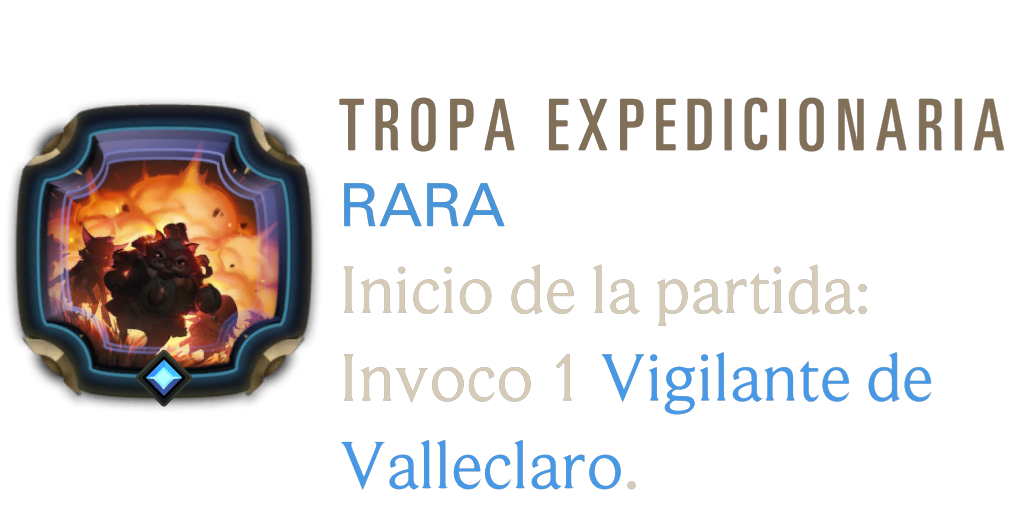 TROPA EXPEDICIONARIA
RARA
Inicio de la partida:
Invoco 1 Vigilante de
Valleclaro.